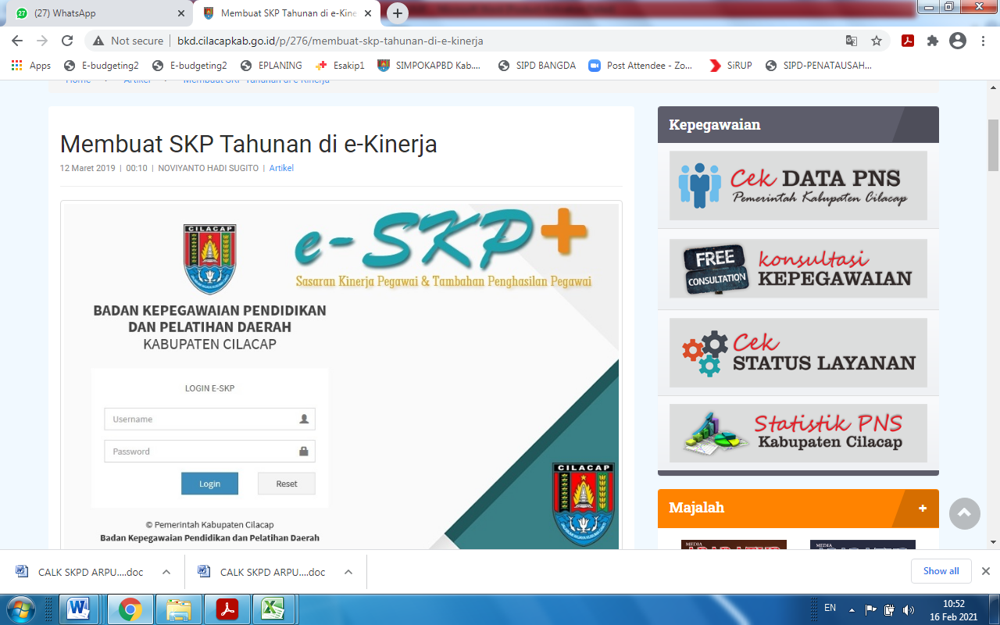 (27) WhatsApp
Membuat SKP Tahunan di e-Kine
Not secure
bkd.cilacapkab.go.id/p/276/membuat-skp-tahunan-di-e-kinerja
Apps
E-budgeting2
E-budgeting2
EPLANING
Esakip1
SIMPOKAPBD Kab....
SIPD BANGDA
Post Attendee - Zo...
SiRUP
SIPD-PENATAUSAH...
Home
Artikel
Membuat SKP Tahunan di e-Kinerja
Membuat SKP Tahunan di e-Kinerja
12 Maret 2019 | 00:10 | NOVIYANTO HADI SUGITO | Artikel
CILACAP
e-SKP+
Sasaran Kinerja Pegawai & Tambahan Penghasilan Pegawai
BADAN KEPEGAWAIAN PENDIDIKAN
DAN PELATIHAN DAERAH
KABUPATEN CILACAP
LOGIN E-SKP
Username
Password
Login
Reset
© Pemerintah Kabupaten Cilacap
Badan Kepegawaian Pendidikan dan Pelatihan Daerah
CILACAP
Kepegawaian
Cek DATA PNS
Pemerintah Kabupaten Cilacap
FREE
CONSULTATION
konsultasi
KEPEGAWAIAN
Cek
STATUS LAYANAN
Statistik PNS
Kabupaten Cilacap
Majalah
+
MEDIA
MEDIA
CALK SKPD ARPU....doc
CALK SKPD ARPU....doc
Show all
EN
10:52
16 Feb 2021